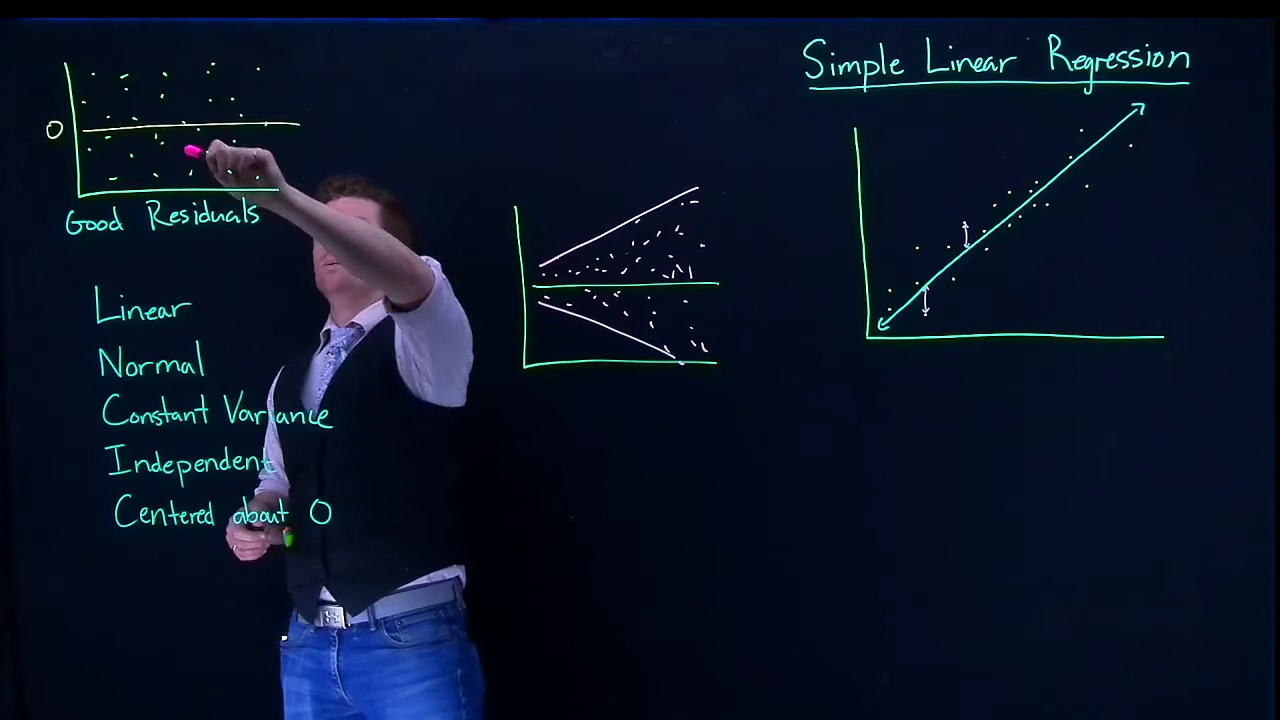 Simple Linear Regression
0
Good Residuals
Linear
Normal
Constant Variance
Independent
Centered about 0